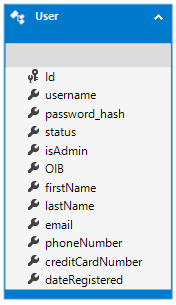 User
Id
username
password_hash
status
isAdmin
OIB
firstName
lastName
email
phoneNumber
creditCardNumber
dateRegistered